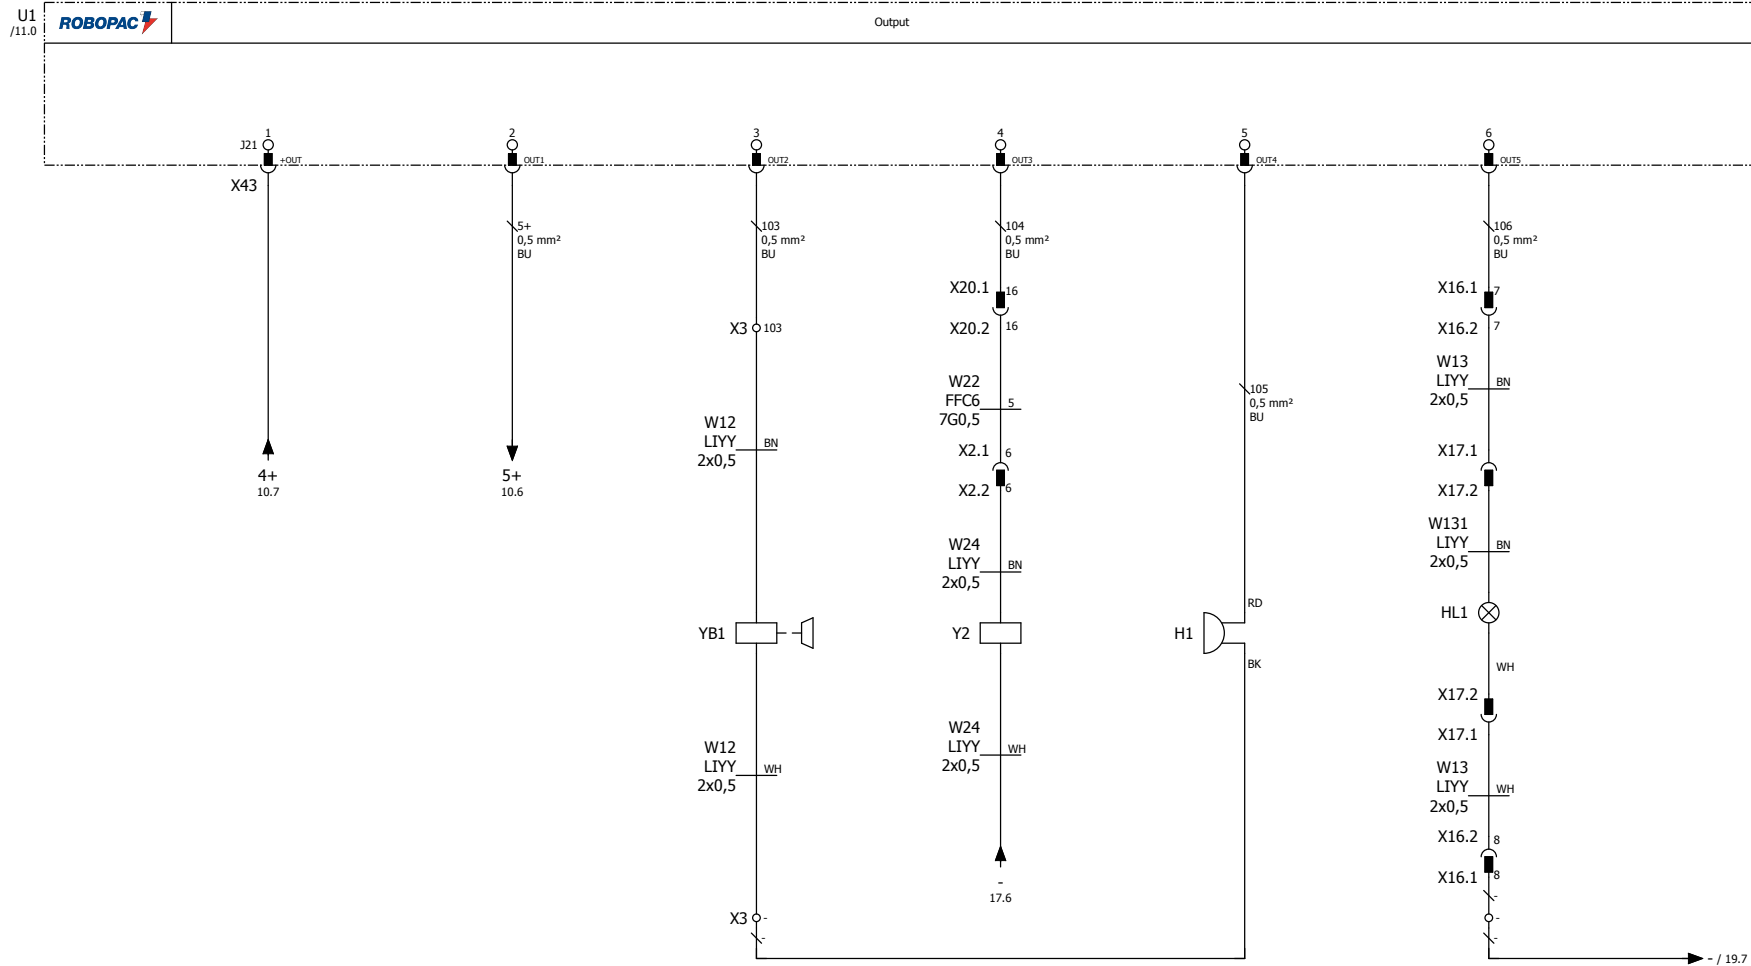 U1
/11.0
ROBOPAC
Output
J21
1
+OUT
X43
4+
10.7
2
OUT1
5+
0,5 mm²
BU
5+
10.6
3
OUT2
103
0,5 mm²
BU
X3
103
W12
LIYY
2x0,5
BN
YB1
W12
LIYY
2x0,5
WH
X3
-
-
4
OUT3
104
0,5 mm²
BU
X20.1
16
X20.2
16
W22
FFC6
7G0,5
5
X2.1
6
X2.2
6
W24
LIYY
2x0,5
BN
Y2
W24
LIYY
2x0,5
WH
-
17.6
5
OUT4
105
0,5 mm²
BU
RD
H1
BK
6
OUT5
106
0,5 mm²
BU
X16.1
7
X16.2
7
W13
LIYY
2x0,5
BN
X17.1
X17.2
W131
LIYY
2x0,5
BN
HL1
WH
X17.2
X17.1
W13
LIYY
2x0,5
WH
X16.2
8
X16.1
8
-
-
-
- / 19.7